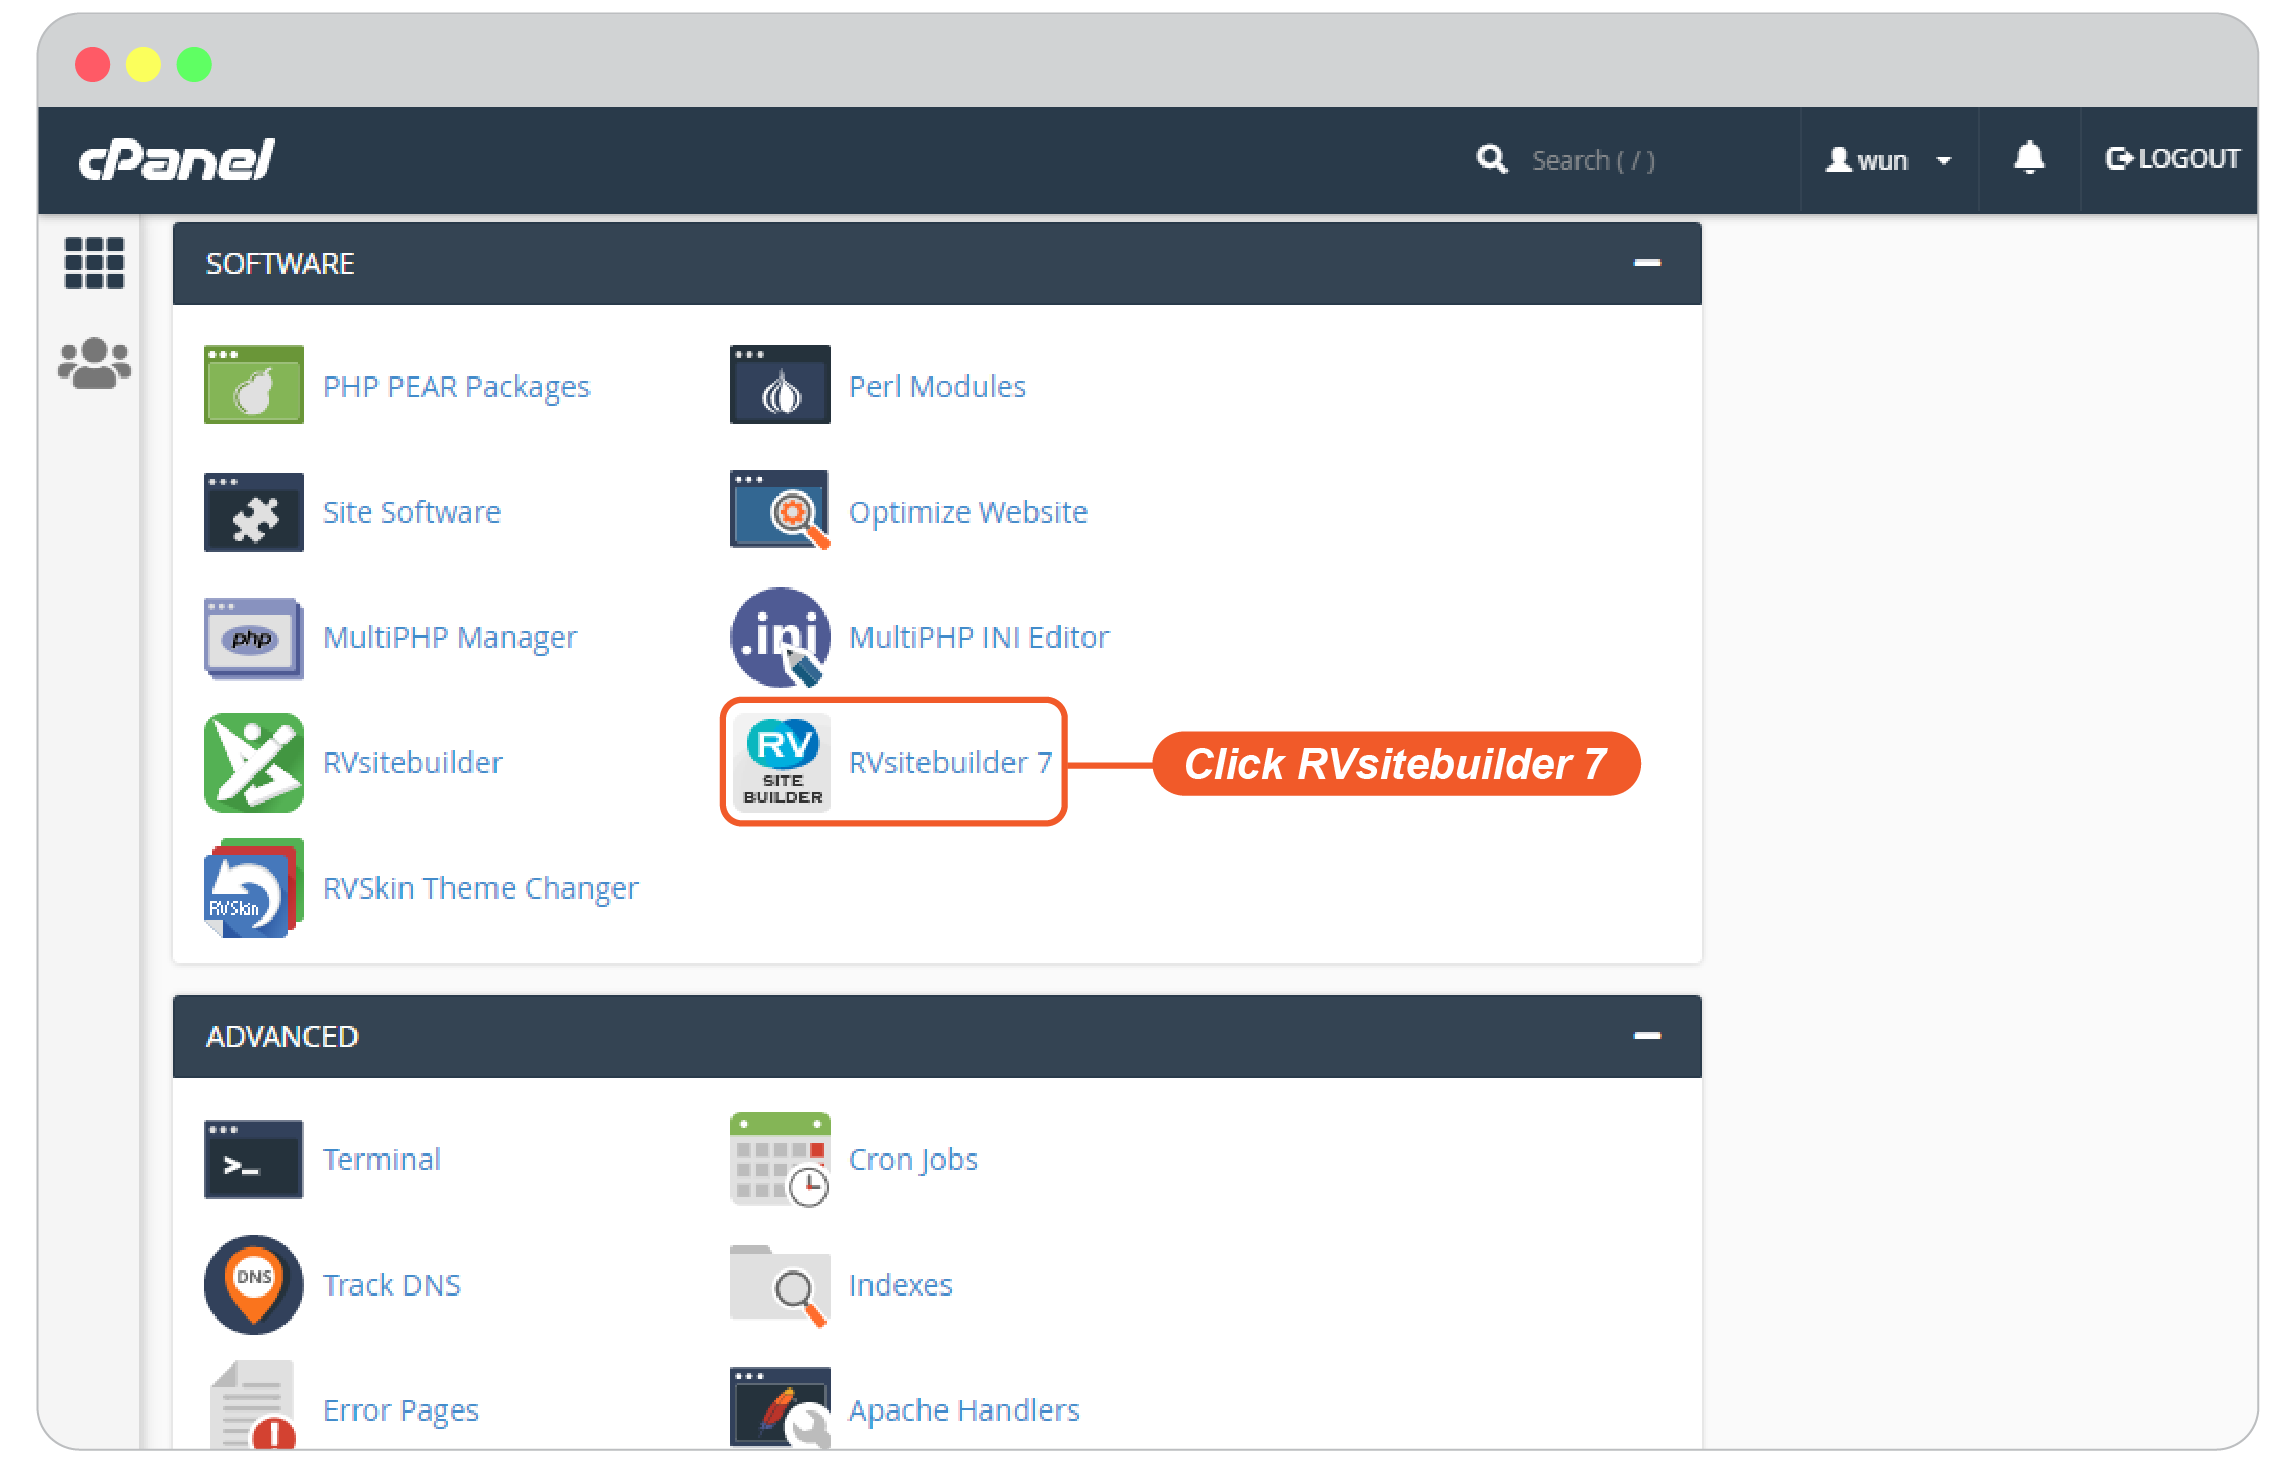 cPanel
Search ( / )
wun
LOGOUT
SOFTWARE
PHP PEAR Packages
Perl Modules
Site Software
Optimize Website
php
MultiPHP Manager
.ini
MultiPHP INI Editor
RVsitebuilder
RV
SITE
BUILDER
RVsitebuilder 7
Click RVsitebuilder 7
RVSkin
RVSkin Theme Changer
ADVANCED
>_
Terminal
Cron Jobs
DNS
Track DNS
Indexes
Error Pages
Apache Handlers